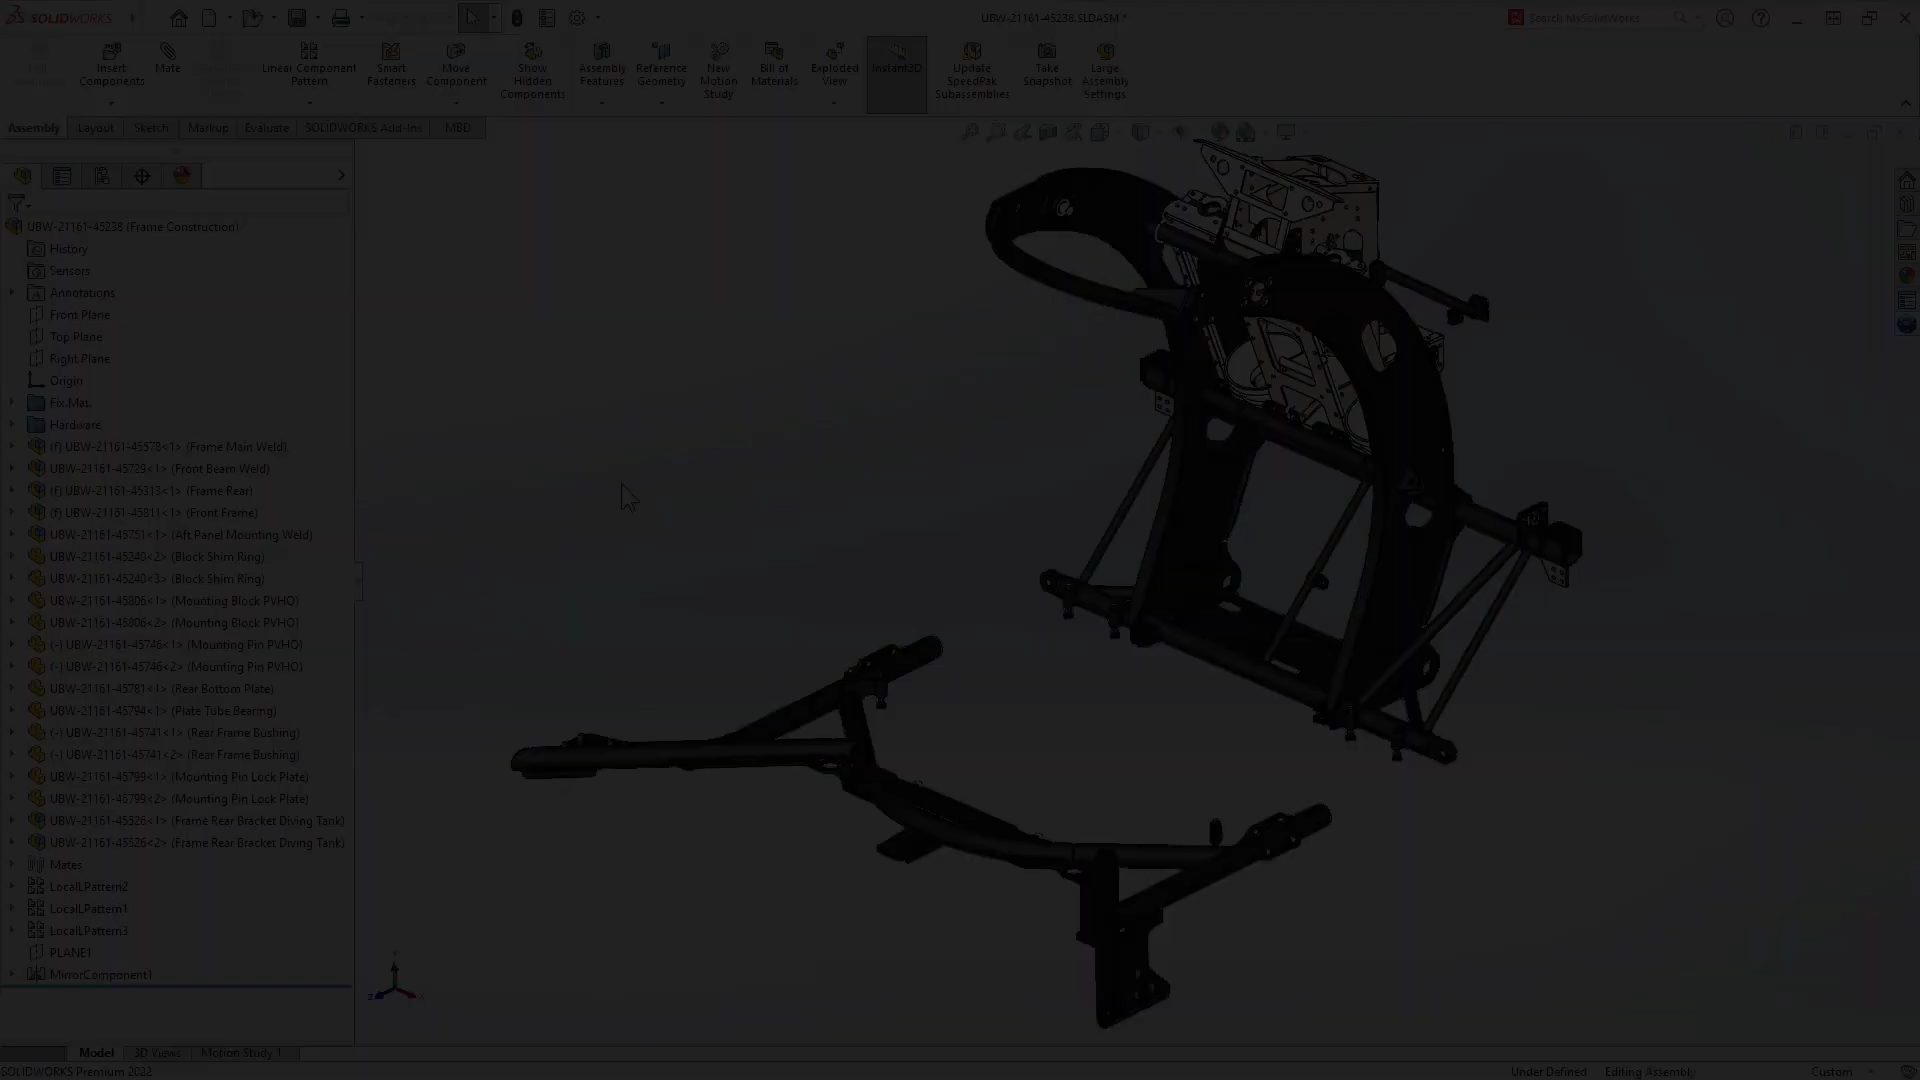 SOLIDWORKS
UBW-21161-45238.SLDASM *
Search MySolidWorks
Insert Components
Mate
Linear Component Pattern
Smart Fasteners
Move Component
Show Hidden Components
Assembly Features
Reference Geometry
New Motion Study
Bill of Materials
Exploded View
Instant3D
Update SpeedPak Subassemblies
Take Snapshot
Large Assembly Settings
Assembly
Layout
Sketch
Markup
Evaluate
SOLIDWORKS Add-Ins
MBD
UBW-21161-45238 (Frame Construction)
History
Sensors
Annotations
Front Plane
Top Plane
Right Plane
Origin
Fix.Mat.
Hardware
(f) UBW-21161-45578<1> (Frame Main Weld)
UBW-21161-45729<1> (Front Beam Weld)
(f) UBW-21161-45318<1> (Frame Rear)
(f) UBW-21161-45811<1> (Front Frame)
UBW-21161-45751<1> (Aft Panel Mounting Weld)
UBW-21161-45240<2> (Block Shim Ring)
UBW-21161-45240<3> (Block Shim Ring)
UBW-21161-45806<1> (Mounting Block PVHO)
UBW-21161-45806<2> (Mounting Block PVHO)
(-) UBW-21161-45746<1> (Mounting Pin PVHO)
(-) UBW-21161-45746<2> (Mounting Pin PVHO)
UBW-21161-45781<1> (Rear Bottom Plate)
UBW-21161-45794<1> (Plate Tube Bearing)
(-) UBW-21161-45741<1> (Rear Frame Bushing)
(-) UBW-21161-45741<2> (Rear Frame Bushing)
UBW-21161-45799<1> (Mounting Pin Lock Plate)
UBW-21161-45799<2> (Mounting Pin Lock Plate)
UBW-21161-45526<1> (Frame Rear Bracket Diving Tank)
UBW-21161-45526<2> (Frame Rear Bracket Diving Tank)
Mates
LocalLPattern2
LocalLPattern1
LocalLPattern3
PLANE1
MirrorComponent1
Model
3D Views
Motion Study 1
SOLIDWORKS Premium 2022
Under Defined
Editing Assembly
Custom